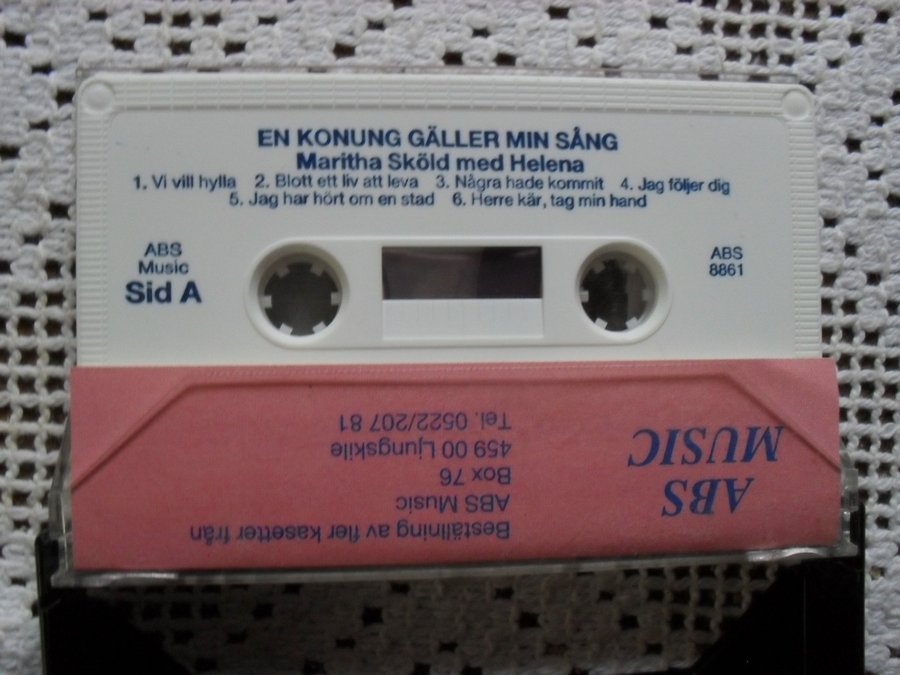 EN KONUNG GÄLLER MIN SÅNG
Maritha Sköld med Helena
1. Vi vill hylla 2. Blott ett liv att leva 3. Några hade kommit 4. Jag följer dig
5. Jag har hört om en stad 6. Herre kär, tag min hand
ABS
Music
Sid A
ABS
8861
Beställning av fler kasetter från
ABS Music
Box 76
459 00 Ljungskile
Tel. 0522/207 81
ABS
MUSIC